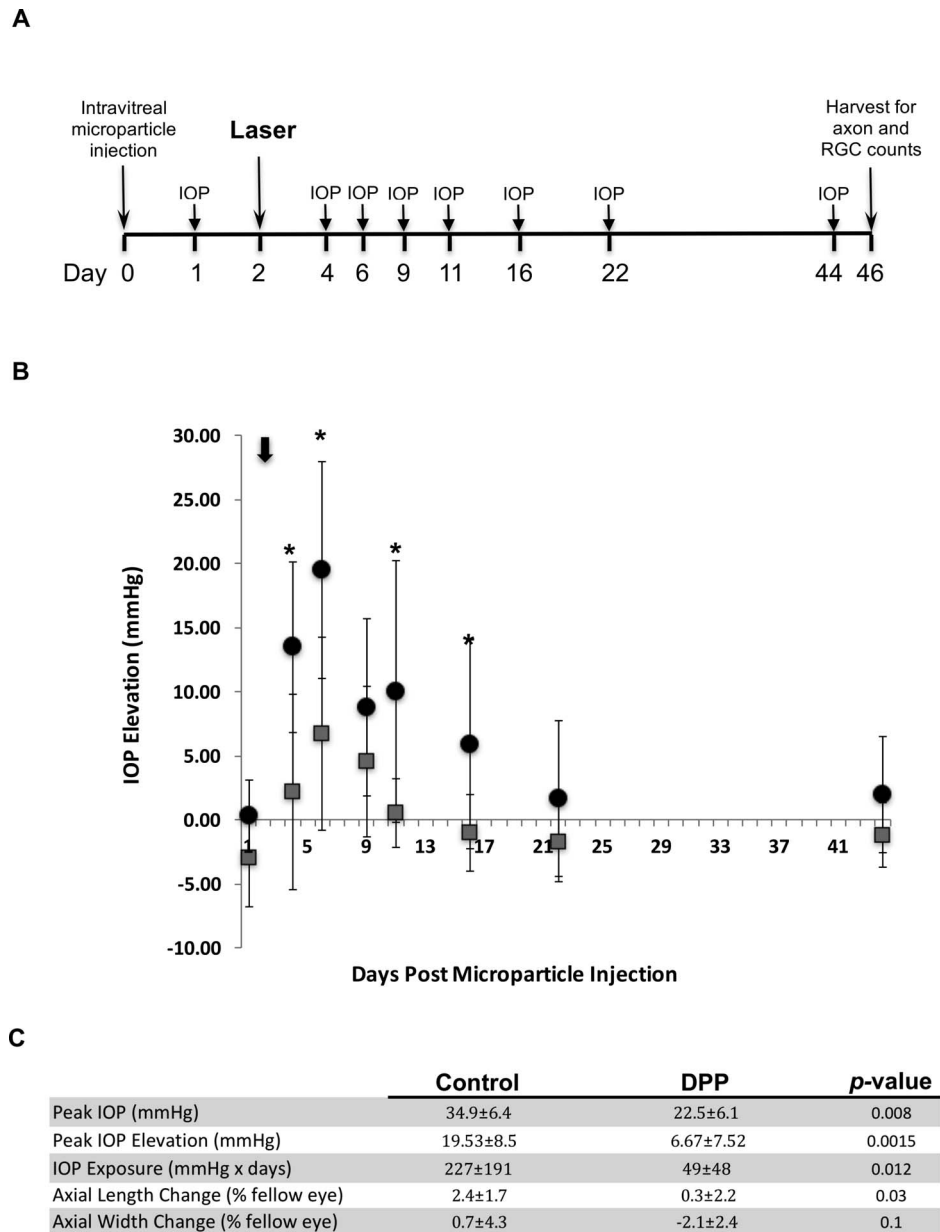 A
Intravitreal
microparticle
injection
Laser
Harvest for
axon and
RGC counts
IOP IOP IOP IOP IOP IOP IOP IOP
Day 0 1 2 4 6 9 11 16 22 44 46
B
30.00
25.00
20.00
15.00
10.00
5.00
0.00
-5.00
-10.00
IOP Elevation (mmHg)
* * * *
1 5 9 13 17 21 25 29 33 37 41
Days Post Microparticle Injection
C
Control DPP p-value
Peak IOP (mmHg) 34.9±6.4 22.5±6.1 0.008
Peak IOP Elevation (mmHg) 19.53±8.5 6.67±7.52 0.0015
IOP Exposure (mmHg x days) 227±191 49±48 0.012
Axial Length Change (% fellow eye) 2.4±1.7 0.3±2.2 0.03
Axial Width Change (% fellow eye) 0.7±4.3 -2.1±2.4 0.1